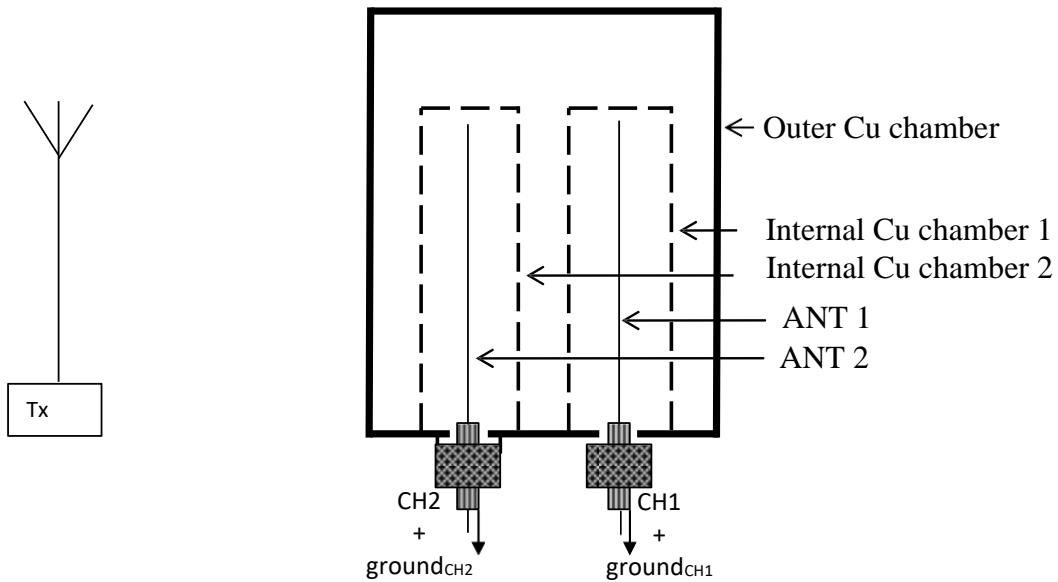 Outer Cu chamber
Internal Cu chamber 1
Internal Cu chamber 2
ANT 1
ANT 2
Tx
CH2
+
groundCH2
CH1
+
groundCH1